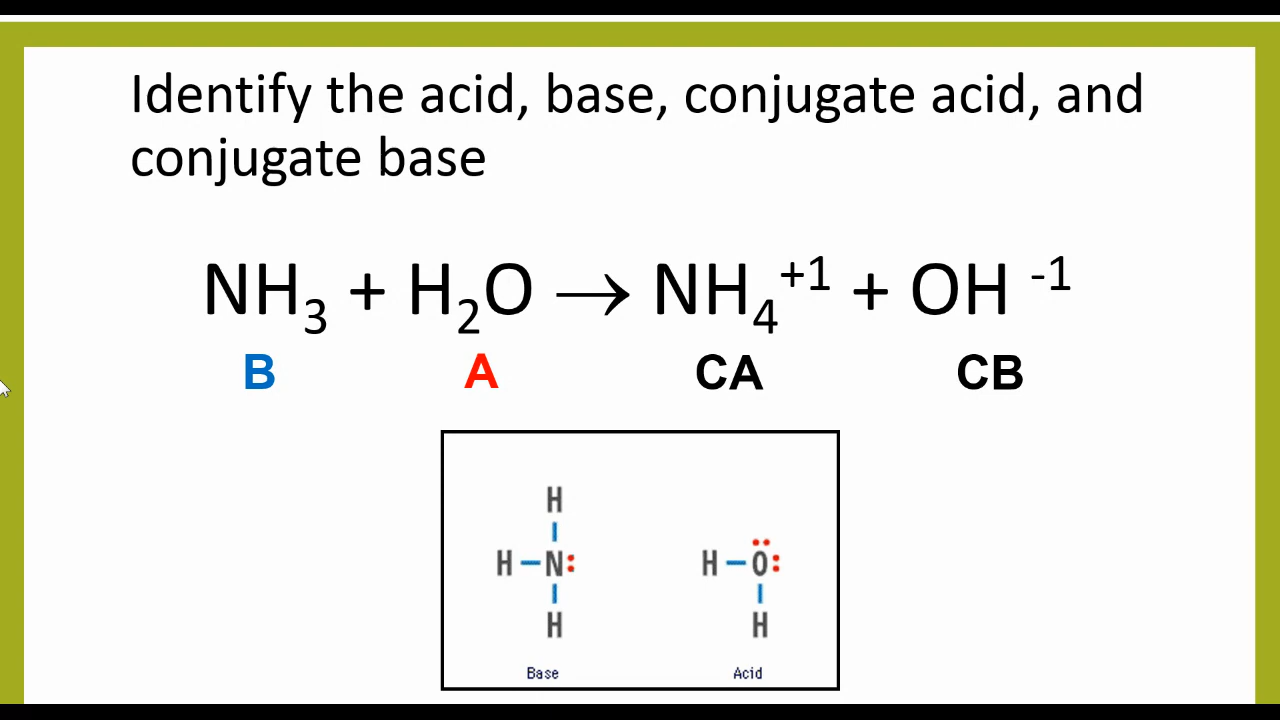 Identify the acid, base, conjugate acid, and
conjugate base
NH₃ + H₂O → NH₄⁺¹ + OH ⁻¹
B A CA CB
H H
H–N: H–O:
H H
Base Acid